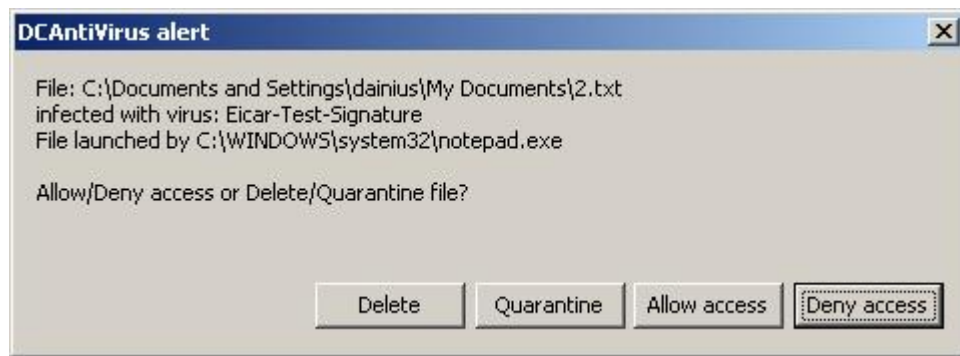 DCAntiVirus alert
File: C:\Documents and Settings\dainius\My Documents\2.txt
infected with virus: Eicar-Test-Signature
File launched by C:\WINDOWS\system32\notepad.exe
Allow/Deny access or Delete/Quarantine file?
Delete Quarantine Allow access Deny access